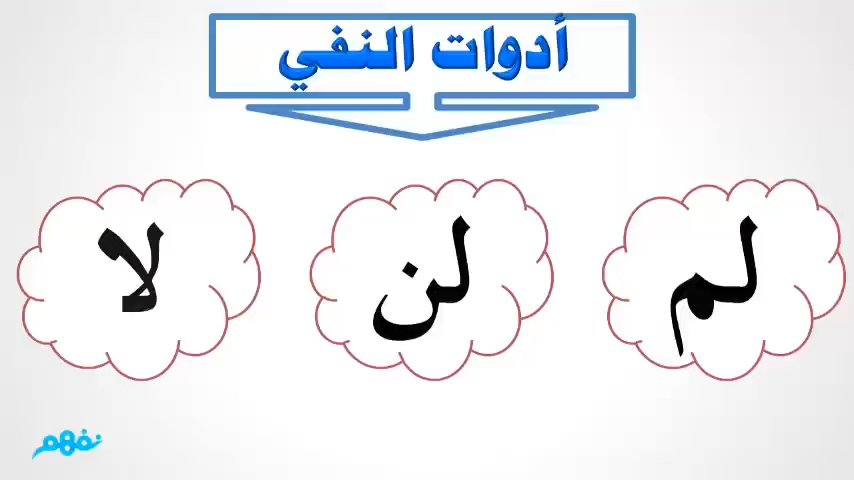 أدوات النفي
لم
لن
لا
نفهم